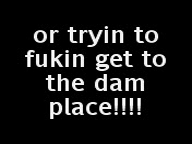 or tryin to
fukin get to
the dam
place!!!!